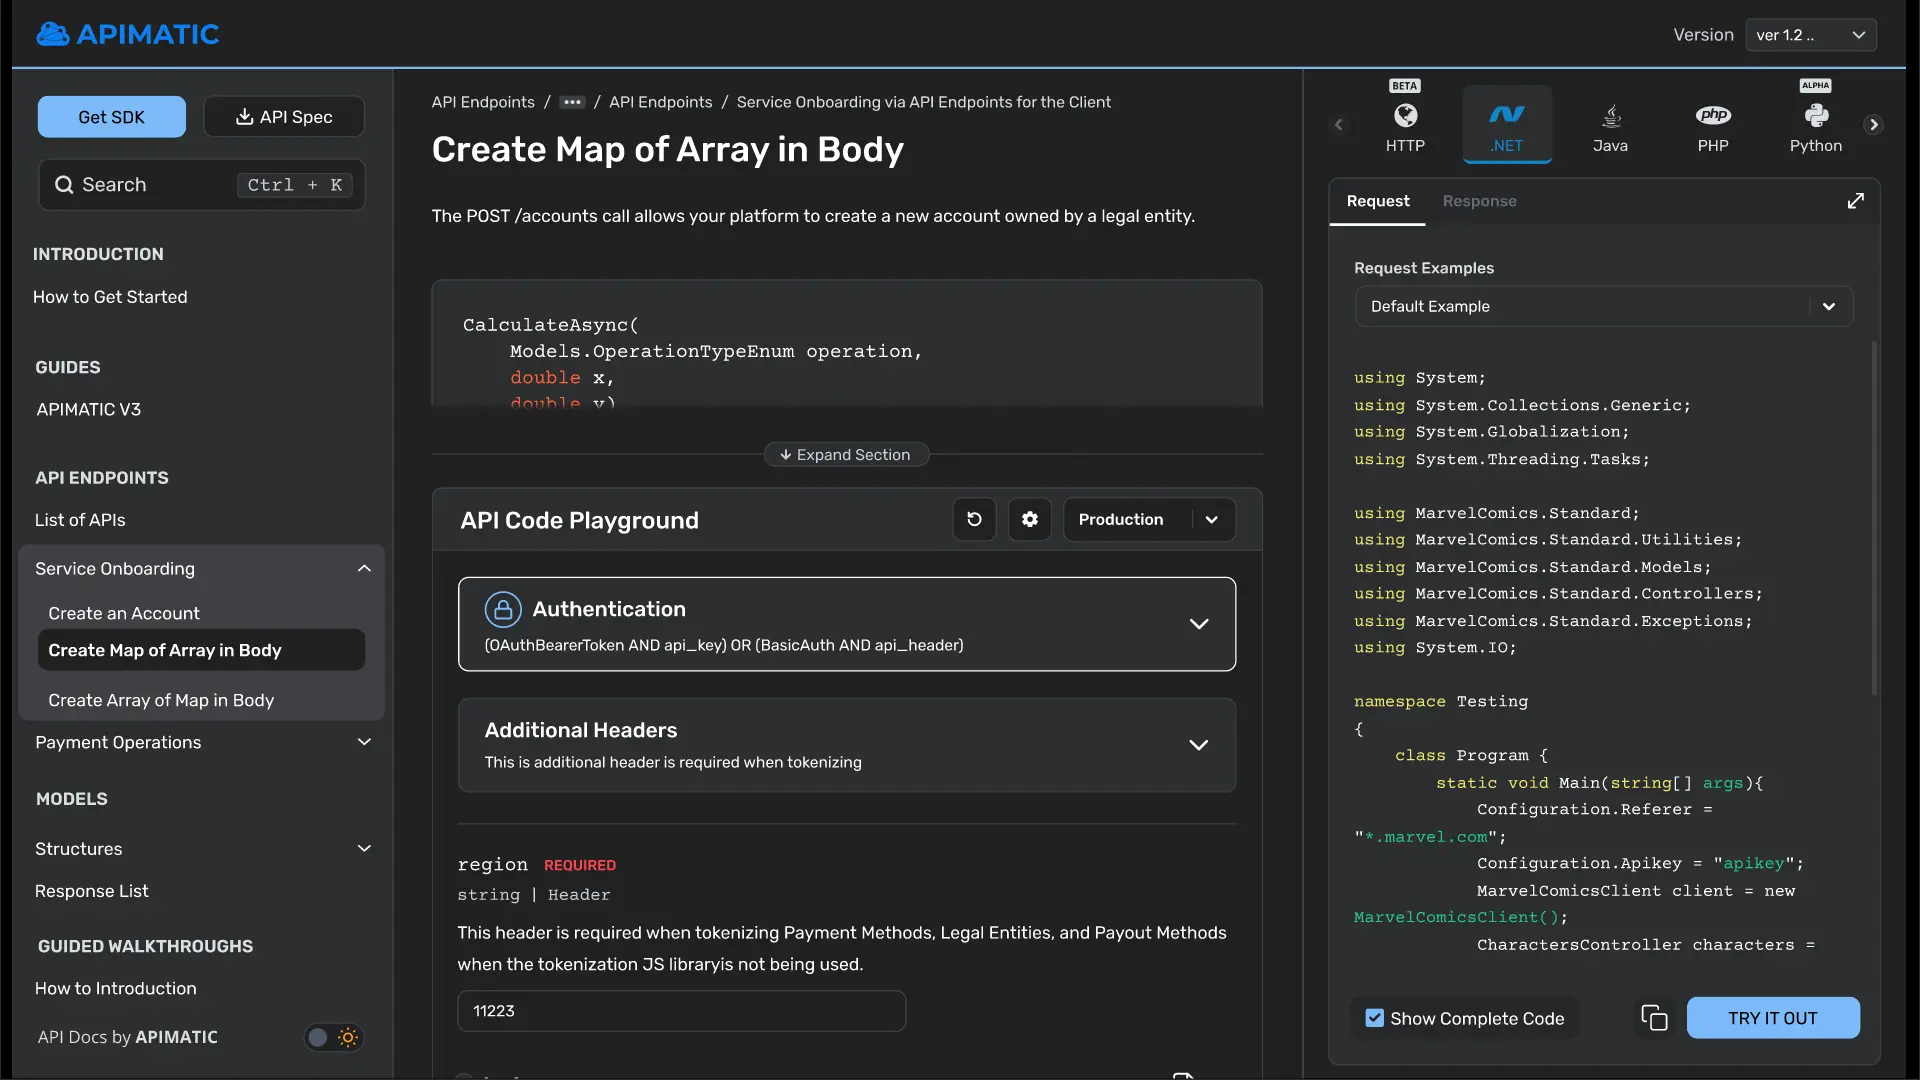 APIMATIC
Version
ver 1.2 ..
Get SDK
API Spec
Search
Ctrl + K
INTRODUCTION
How to Get Started
GUIDES
APIMATIC V3
API ENDPOINTS
List of APIs
Service Onboarding
Create an Account
Create Map of Array in Body
Create Array of Map in Body
Payment Operations
MODELS
Structures
Response List
GUIDED WALKTHROUGHS
How to Introduction
API Docs by APIMATIC
API Endpoints / ••• / API Endpoints / Service Onboarding via API Endpoints for the Client
Create Map of Array in Body
The POST /accounts call allows your platform to create a new account owned by a legal entity.
CalculateAsync(
Models.OperationTypeEnum operation,
double x,
double y)
Expand Section
API Code Playground
Production
Authentication
(OAuthBearerToken AND api_key) OR (BasicAuth AND api_header)
Additional Headers
This is additional header is required when tokenizing
region REQUIRED
string | Header
This header is required when tokenizing Payment Methods, Legal Entities, and Payout Methods
when the tokenization JS libraryis not being used.
11223
BETA
HTTP
.NET
Java
php
PHP
ALPHA
Python
Request
Response
Request Examples
Default Example
using System;
using System.Collections.Generic;
using System.Globalization;
using System.Threading.Tasks;
using MarvelComics.Standard;
using MarvelComics.Standard.Utilities;
using MarvelComics.Standard.Models;
using MarvelComics.Standard.Controllers;
using MarvelComics.Standard.Exceptions;
using System.IO;
namespace Testing
{
class Program {
static void Main(string[] args){
Configuration.Referer =
"*.marvel.com";
Configuration.Apikey = "apikey";
MarvelComicsClient client = new
MarvelComicsClient();
CharactersController characters =
Show Complete Code
TRY IT OUT